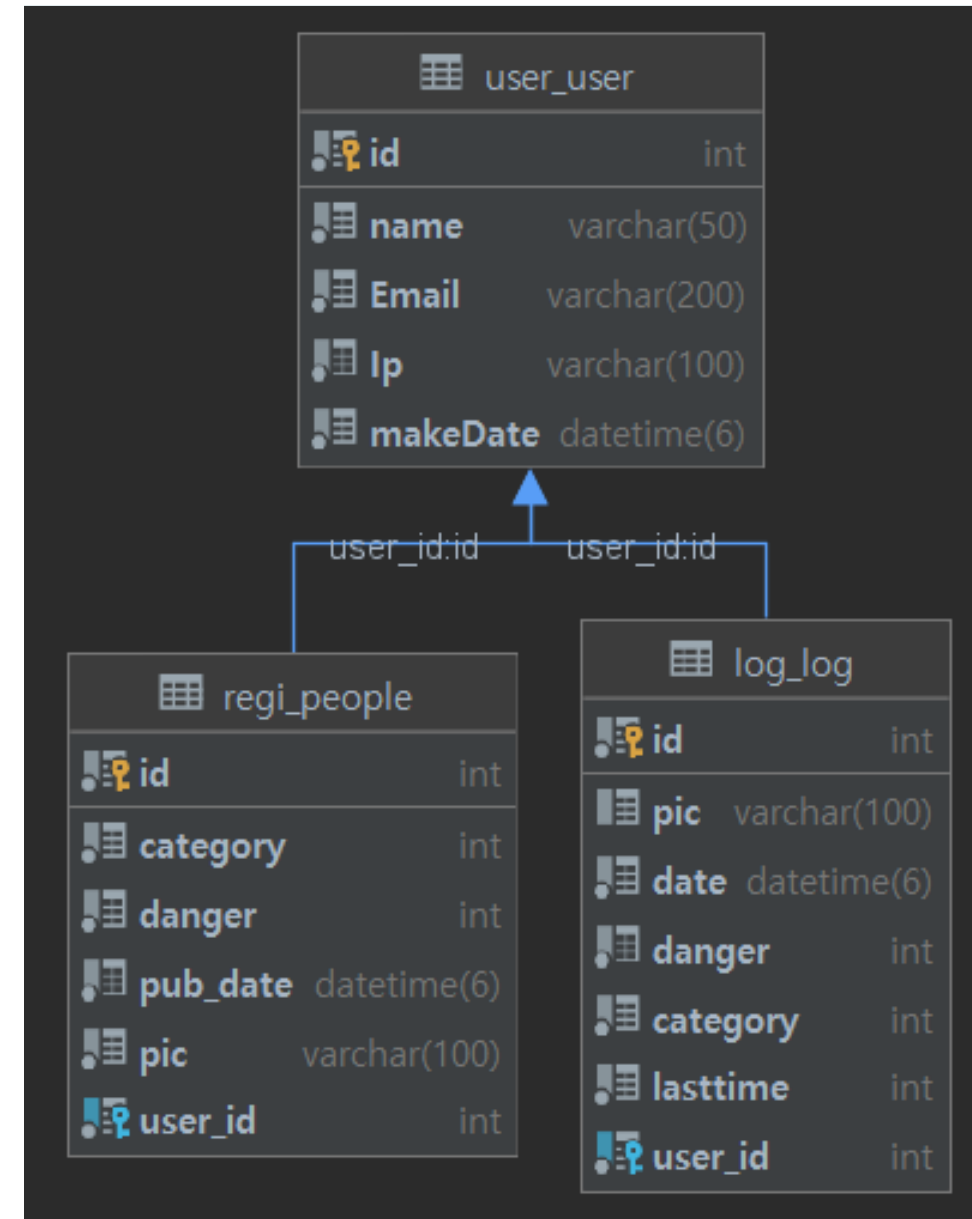 user_user
id int
name varchar(50)
Email varchar(200)
Ip varchar(100)
makeDate datetime(6)
user_id:id user_id:id
regi_people
id int
category int
danger int
pub_date datetime(6)
pic varchar(100)
user_id int
log_log
id int
pic varchar(100)
date datetime(6)
danger int
category int
lasttime int
user_id int